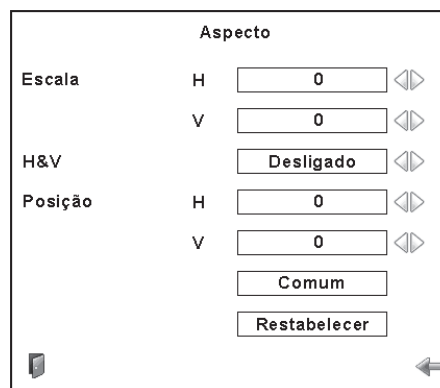 Aspecto
Escala H 0
V 0
H&V Desligado
Posição H 0
V 0
Comum
Restabelecer